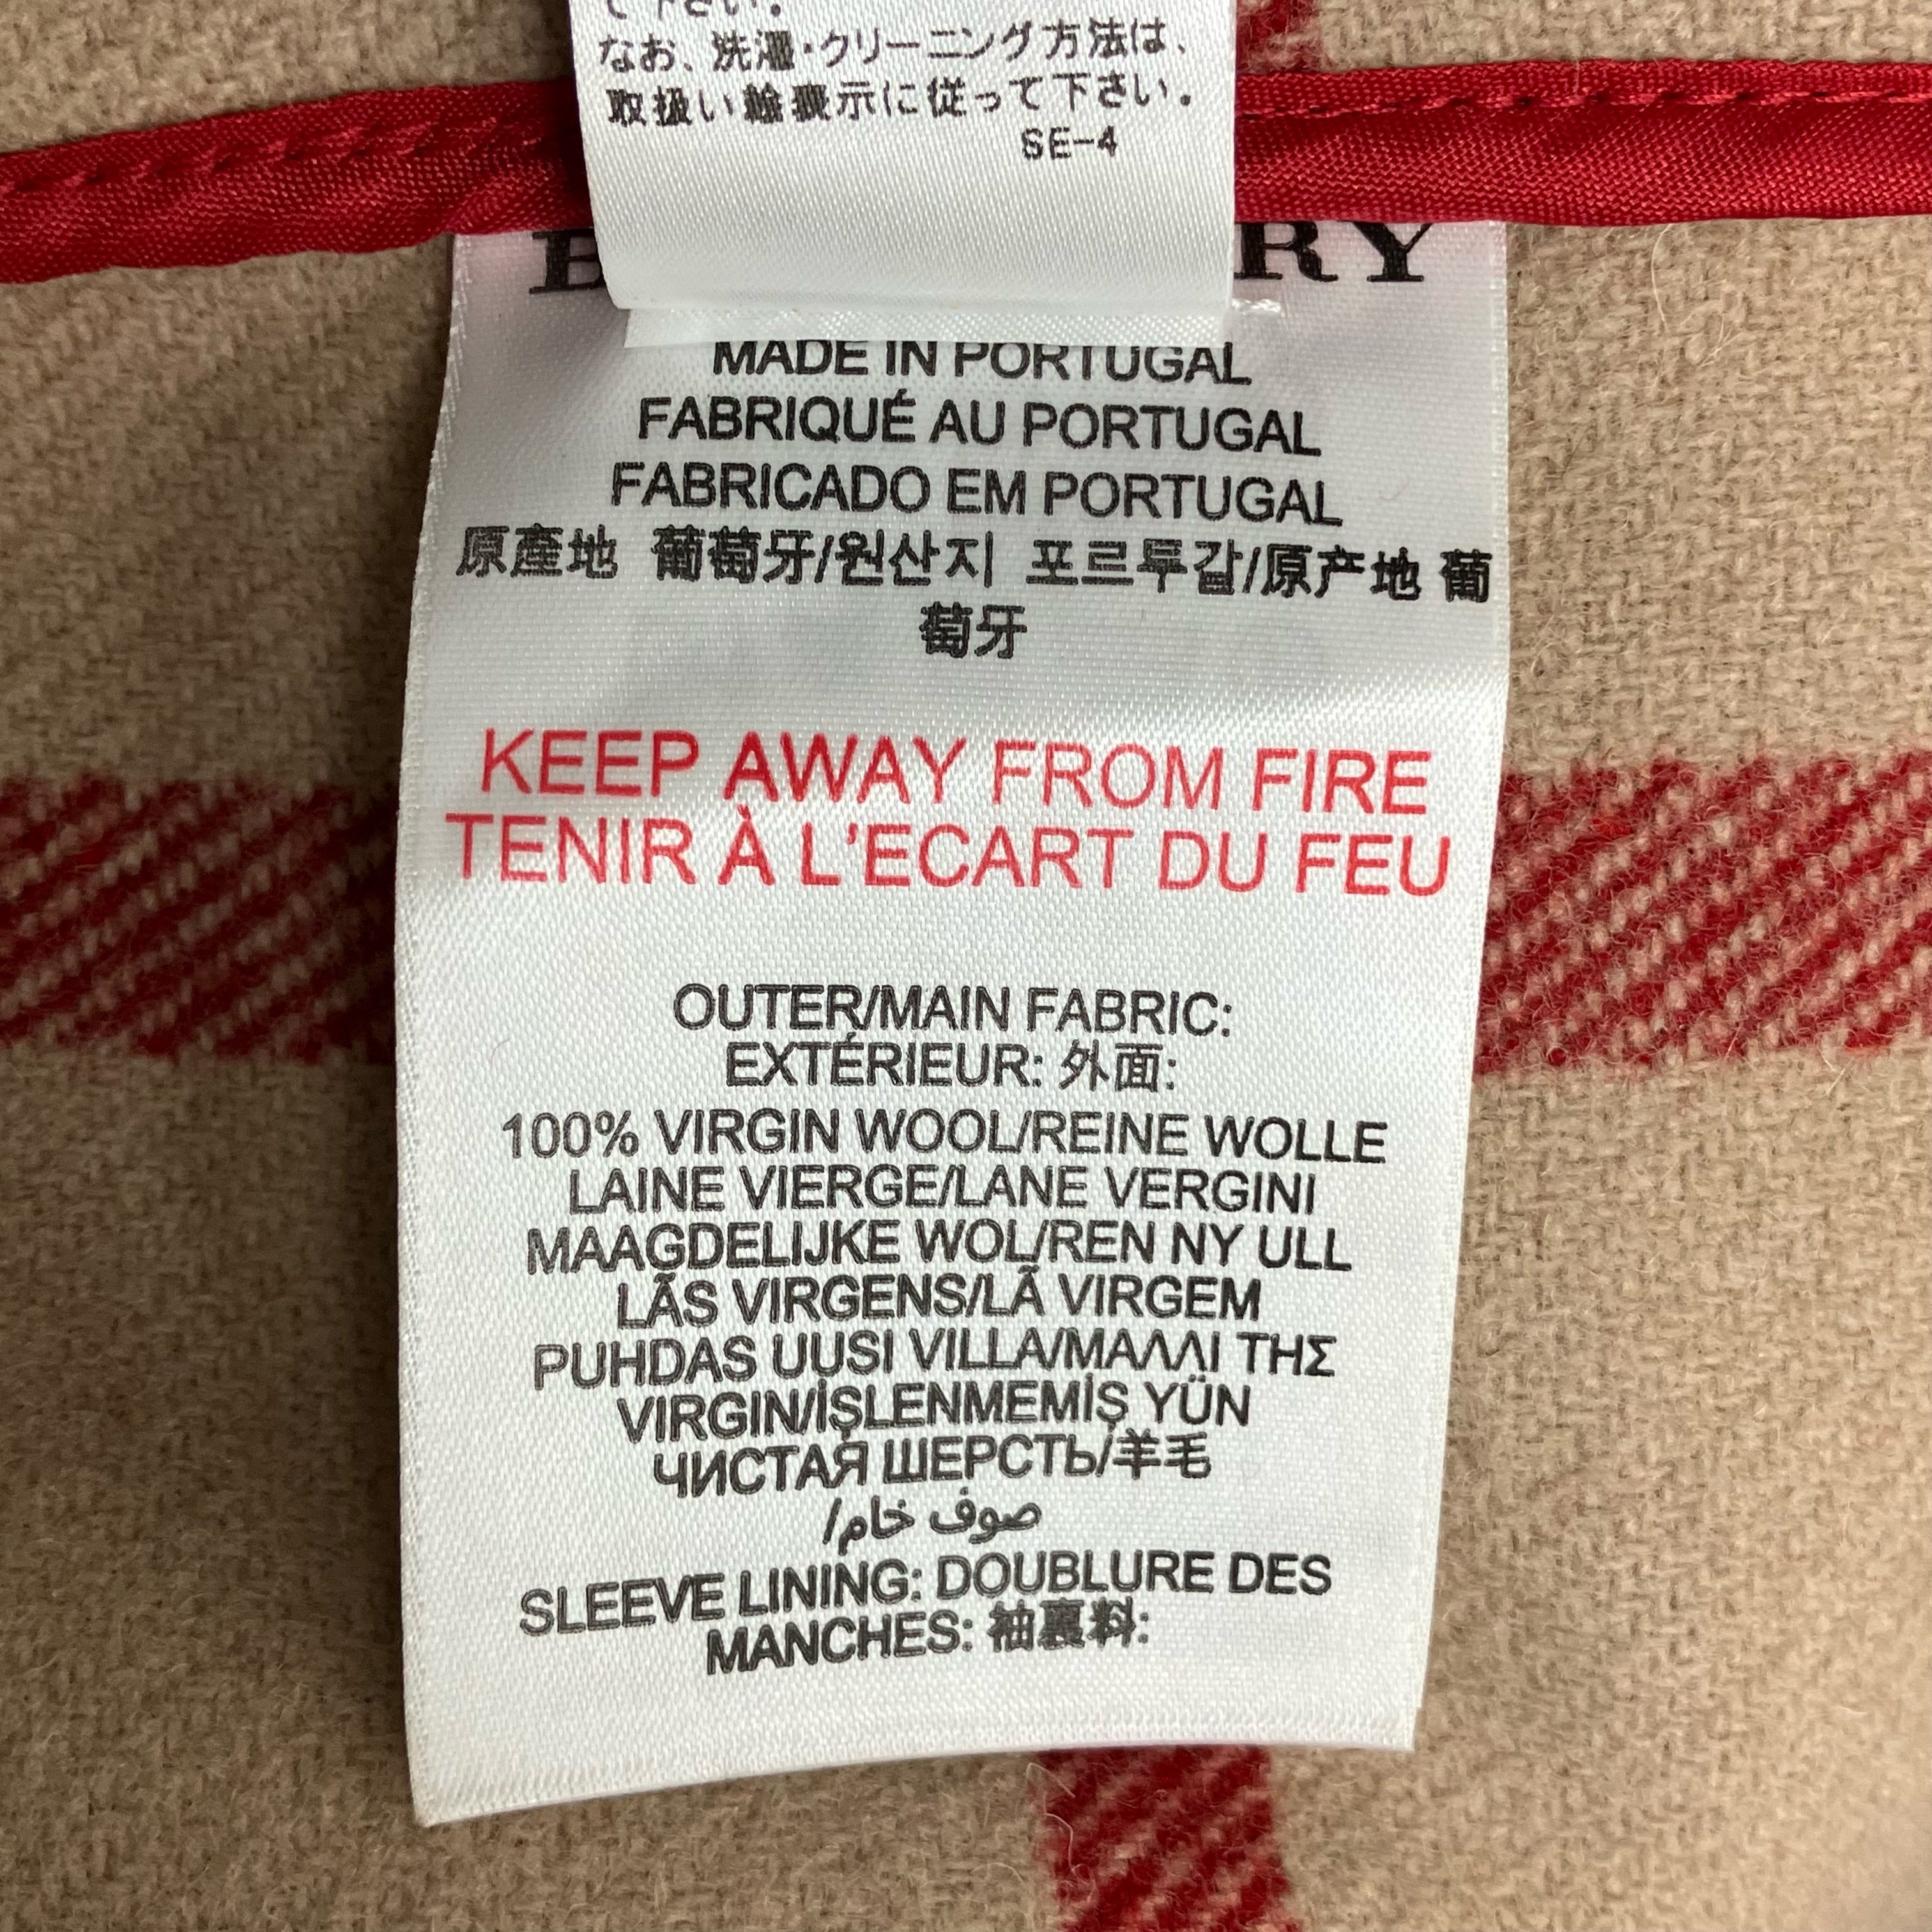 て下さい。
なお、洗濯・クリーニング方法は、
取扱い絵表示に従って下さい。
SE-4
MADE IN PORTUGAL
FABRIQUÉ AU PORTUGAL
FABRICADO EM PORTUGAL
原產地 葡萄牙/원산지 포르투갈/原产地 葡
萄牙
KEEP AWAY FROM FIRE
TENIR À L'ECART DU FEU
OUTER/MAIN FABRIC:
EXTÉRIEUR: 外面:
100% VIRGIN WOOL/REINE WOLLE
LAINE VIERGE/LANE VERGINI
MAAGDELIJKE WOL/REN NY ULL
LÃS VIRGENS/LÃ VIRGEM
PUHDAS UUSI VILLA/ΜΑΛΛΙ ΤΗΣ
VIRGIN/İŞLENMEMİŞ YÜN
ЧИСТАЯ ШЕРСТЬ/羊毛
صوف خام/
SLEEVE LINING: DOUBLURE DES
MANCHES: 袖裏料: